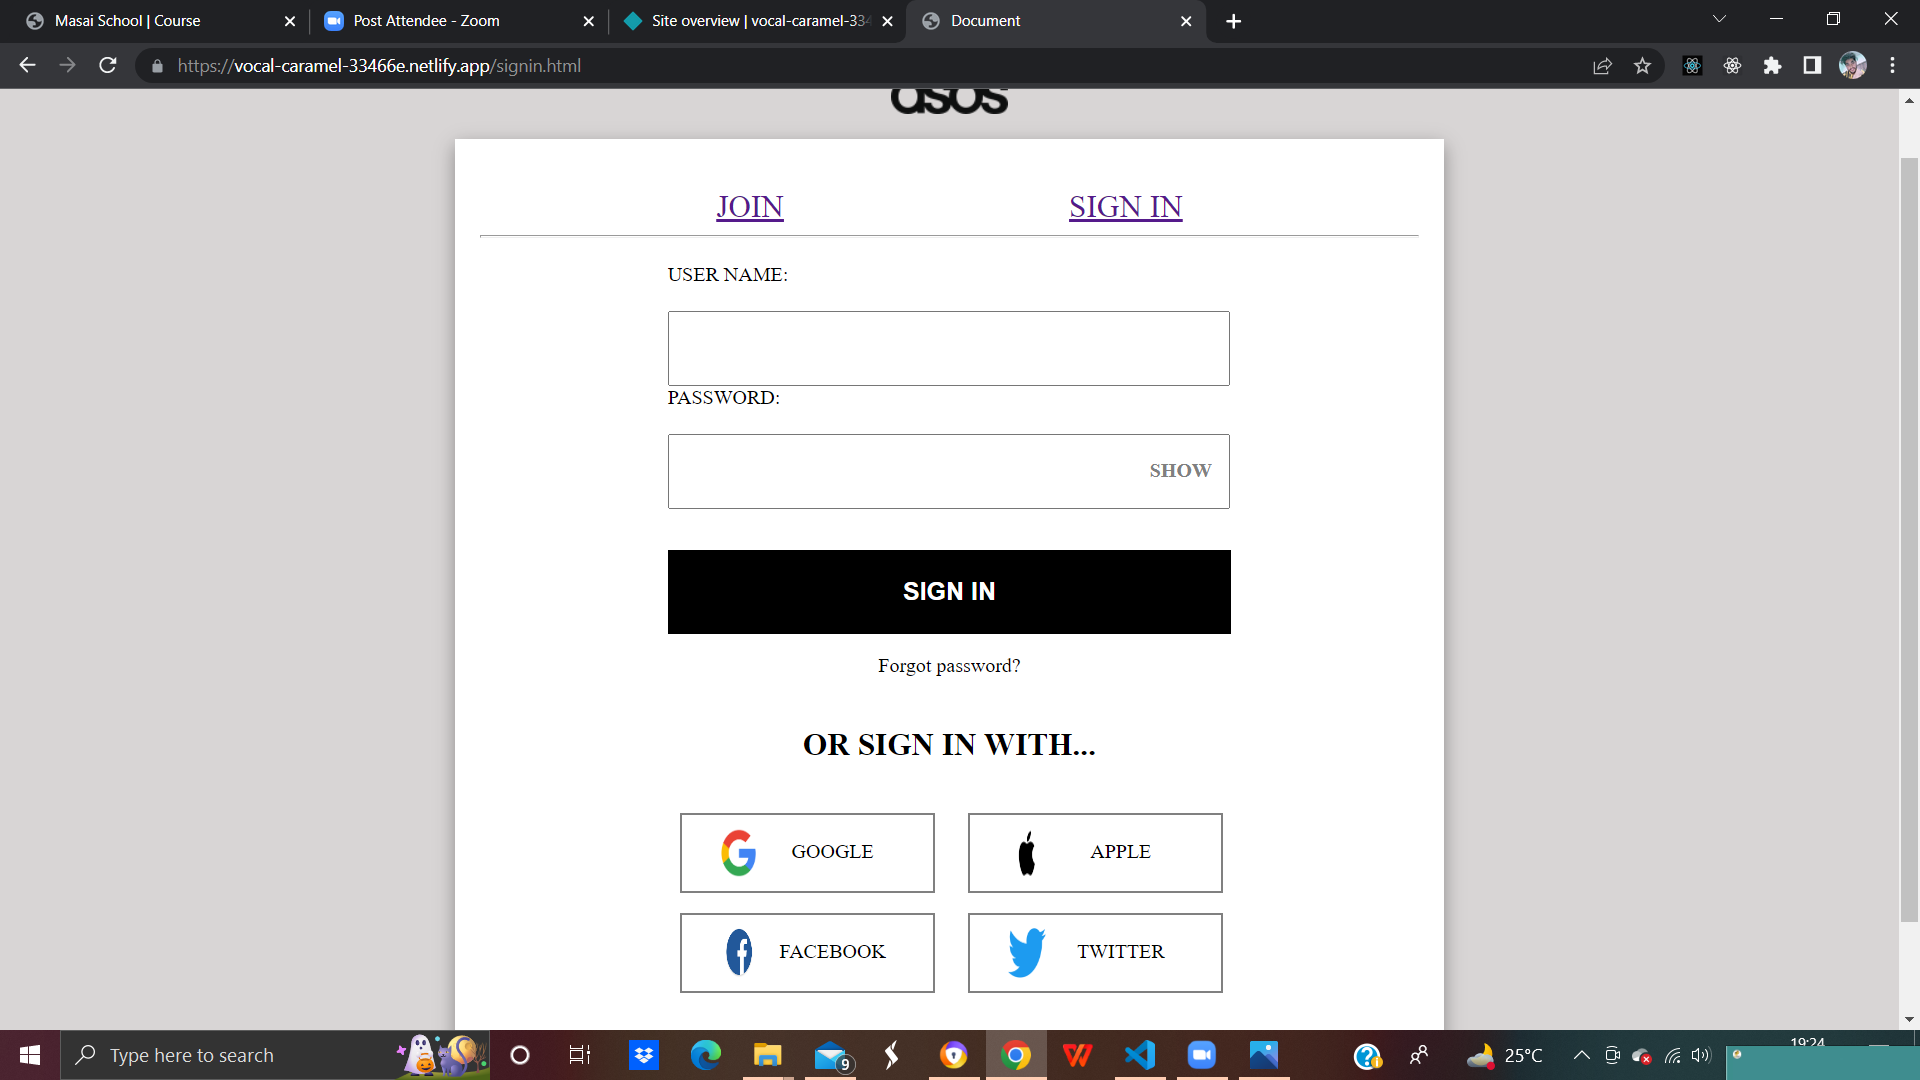 Masai School | Course
Post Attendee - Zoom
Site overview | vocal-caramel-334
Document
https://vocal-caramel-33466e.netlify.app/signin.html
asos
JOIN
SIGN IN
USER NAME:
PASSWORD:
SHOW
SIGN IN
Forgot password?
OR SIGN IN WITH...
GOOGLE
APPLE
FACEBOOK
TWITTER
Type here to search
9
25°C
19:24